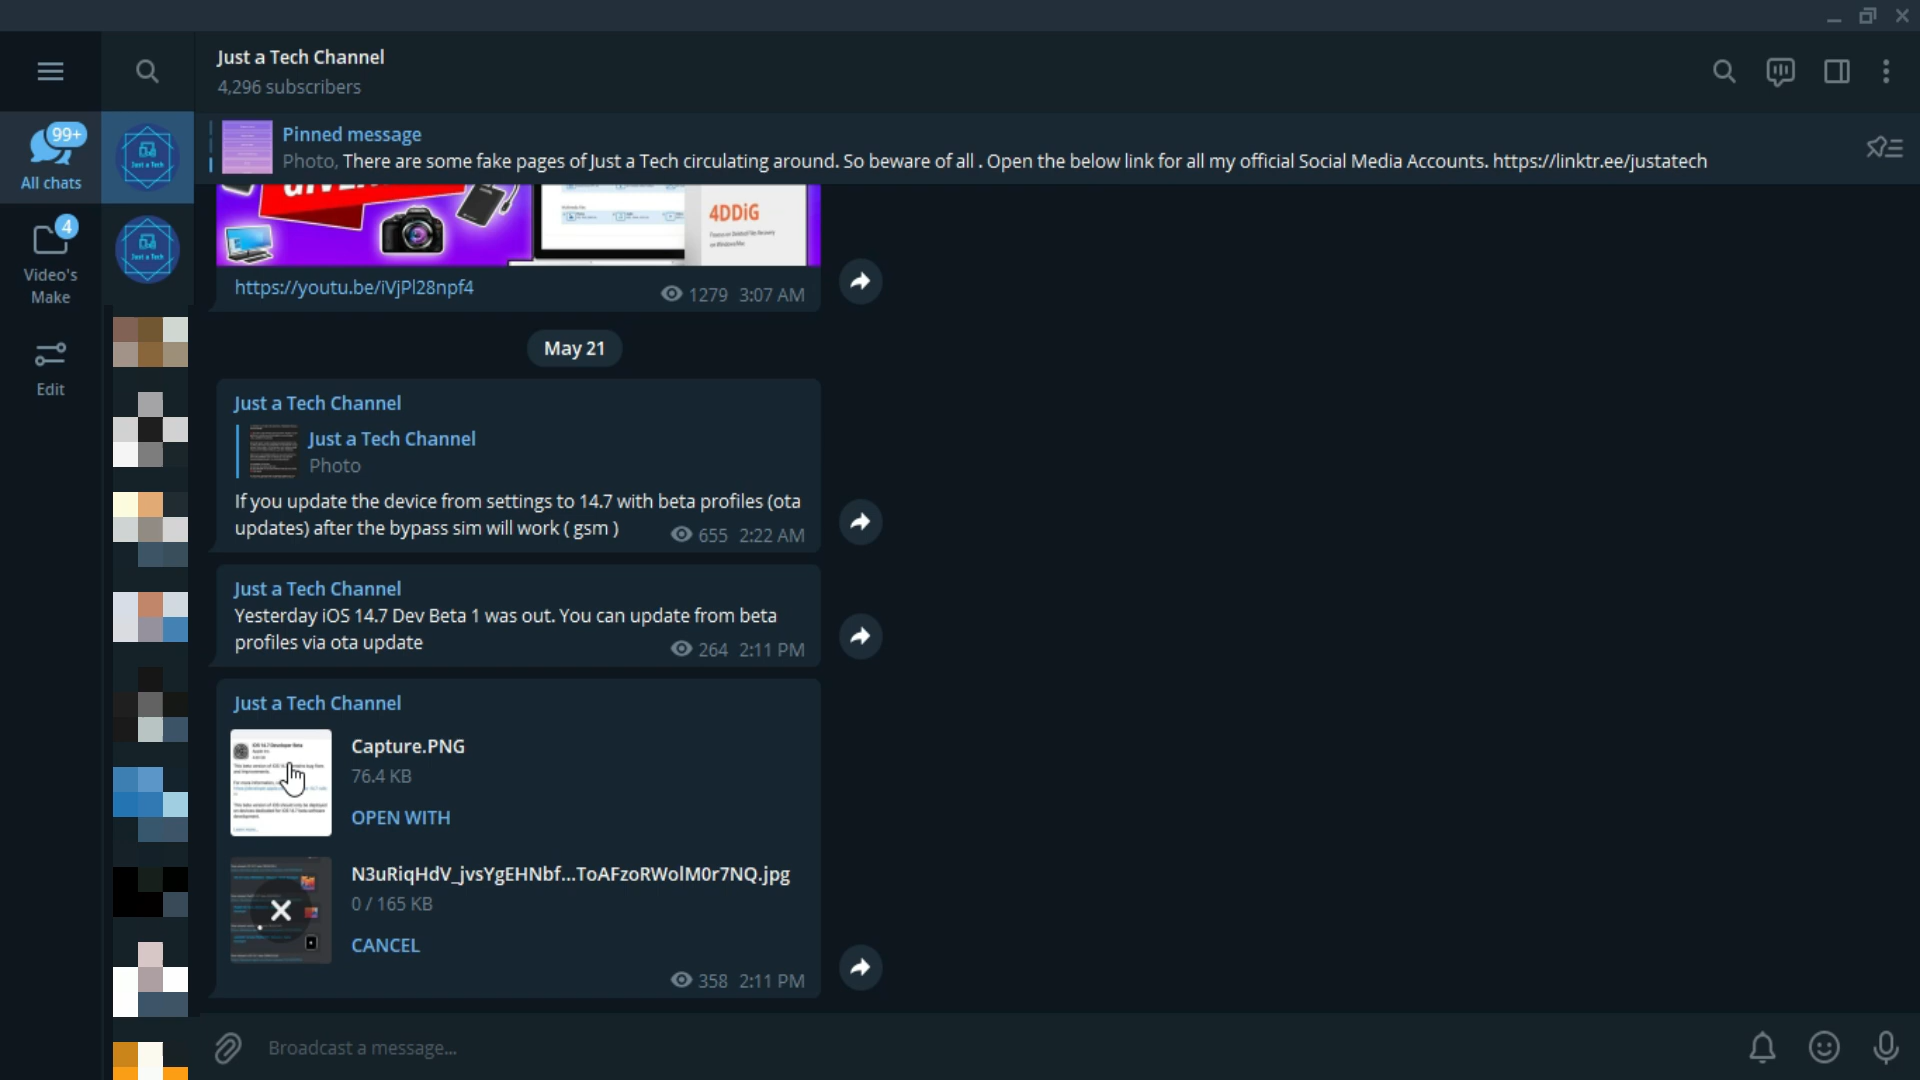 Just a Tech Channel
4,296 subscribers
99+
All chats
4
Video's
Make
Edit
Just a Tech
Just a Tech
Pinned message
Photo, There are some fake pages of Just a Tech circulating around. So beware of all . Open the below link for all my official Social Media Accounts. https://linktr.ee/justatech
4DDiG
https://youtu.be/iVjPl28npf4
1279 3:07 AM
May 21
Just a Tech Channel
Just a Tech Channel
Photo
If you update the device from settings to 14.7 with beta profiles (ota
updates) after the bypass sim will work ( gsm )
655 2:22 AM
Just a Tech Channel
Yesterday iOS 14.7 Dev Beta 1 was out. You can update from beta
profiles via ota update
264 2:11 PM
Just a Tech Channel
Capture.PNG
76.4 KB
OPEN WITH
N3uRiqHdV_jvsYgEHNbf...ToAFzoRWolM0r7NQ.jpg
0 / 165 KB
CANCEL
358 2:11 PM
Broadcast a message...